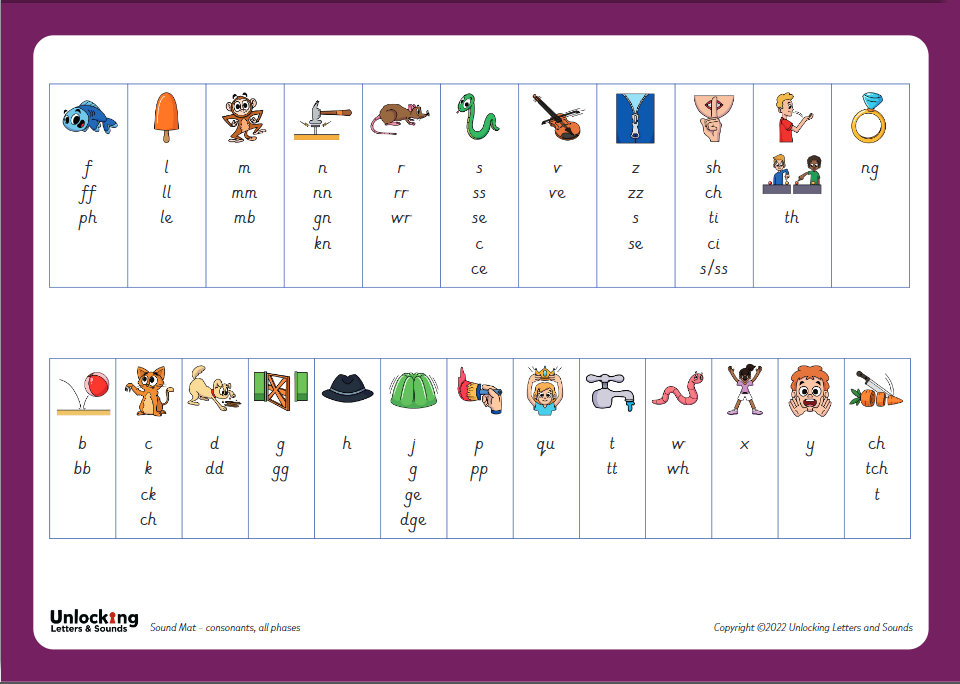 f l m n r s v z sh ng
ff ll mm nn rr ss ve zz ch
ph le mb gn wr se s ti th
kn c se ci
ce s/ss
b c d g h j p qu t w x y ch
bb k dd gg g pp tt wh tch
ck ge t
ch dge
Unlocking
Letters & Sounds
Sound Mat – consonants, all phases
Copyright ©2022 Unlocking Letters and Sounds